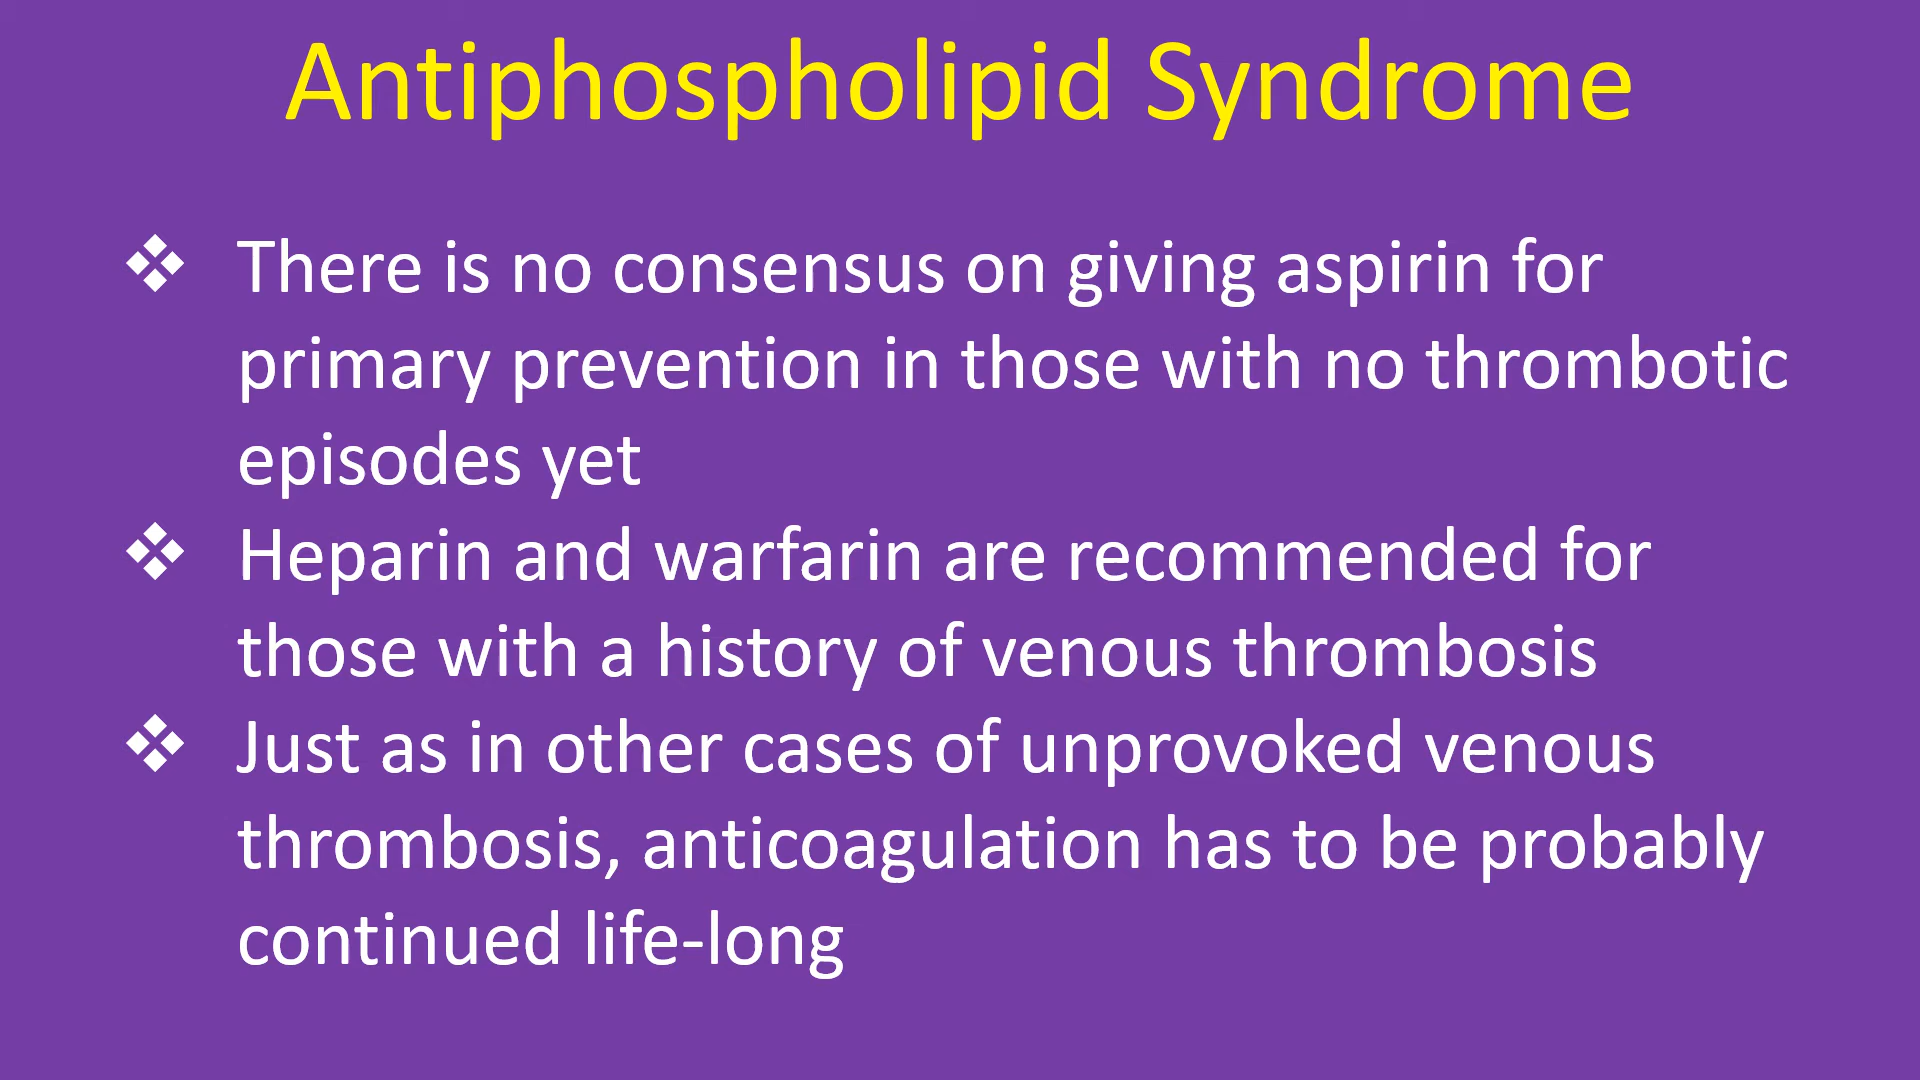 Antiphospholipid Syndrome
❖ There is no consensus on giving aspirin for
primary prevention in those with no thrombotic
episodes yet
❖ Heparin and warfarin are recommended for
those with a history of venous thrombosis
❖ Just as in other cases of unprovoked venous
thrombosis, anticoagulation has to be probably
continued life-long